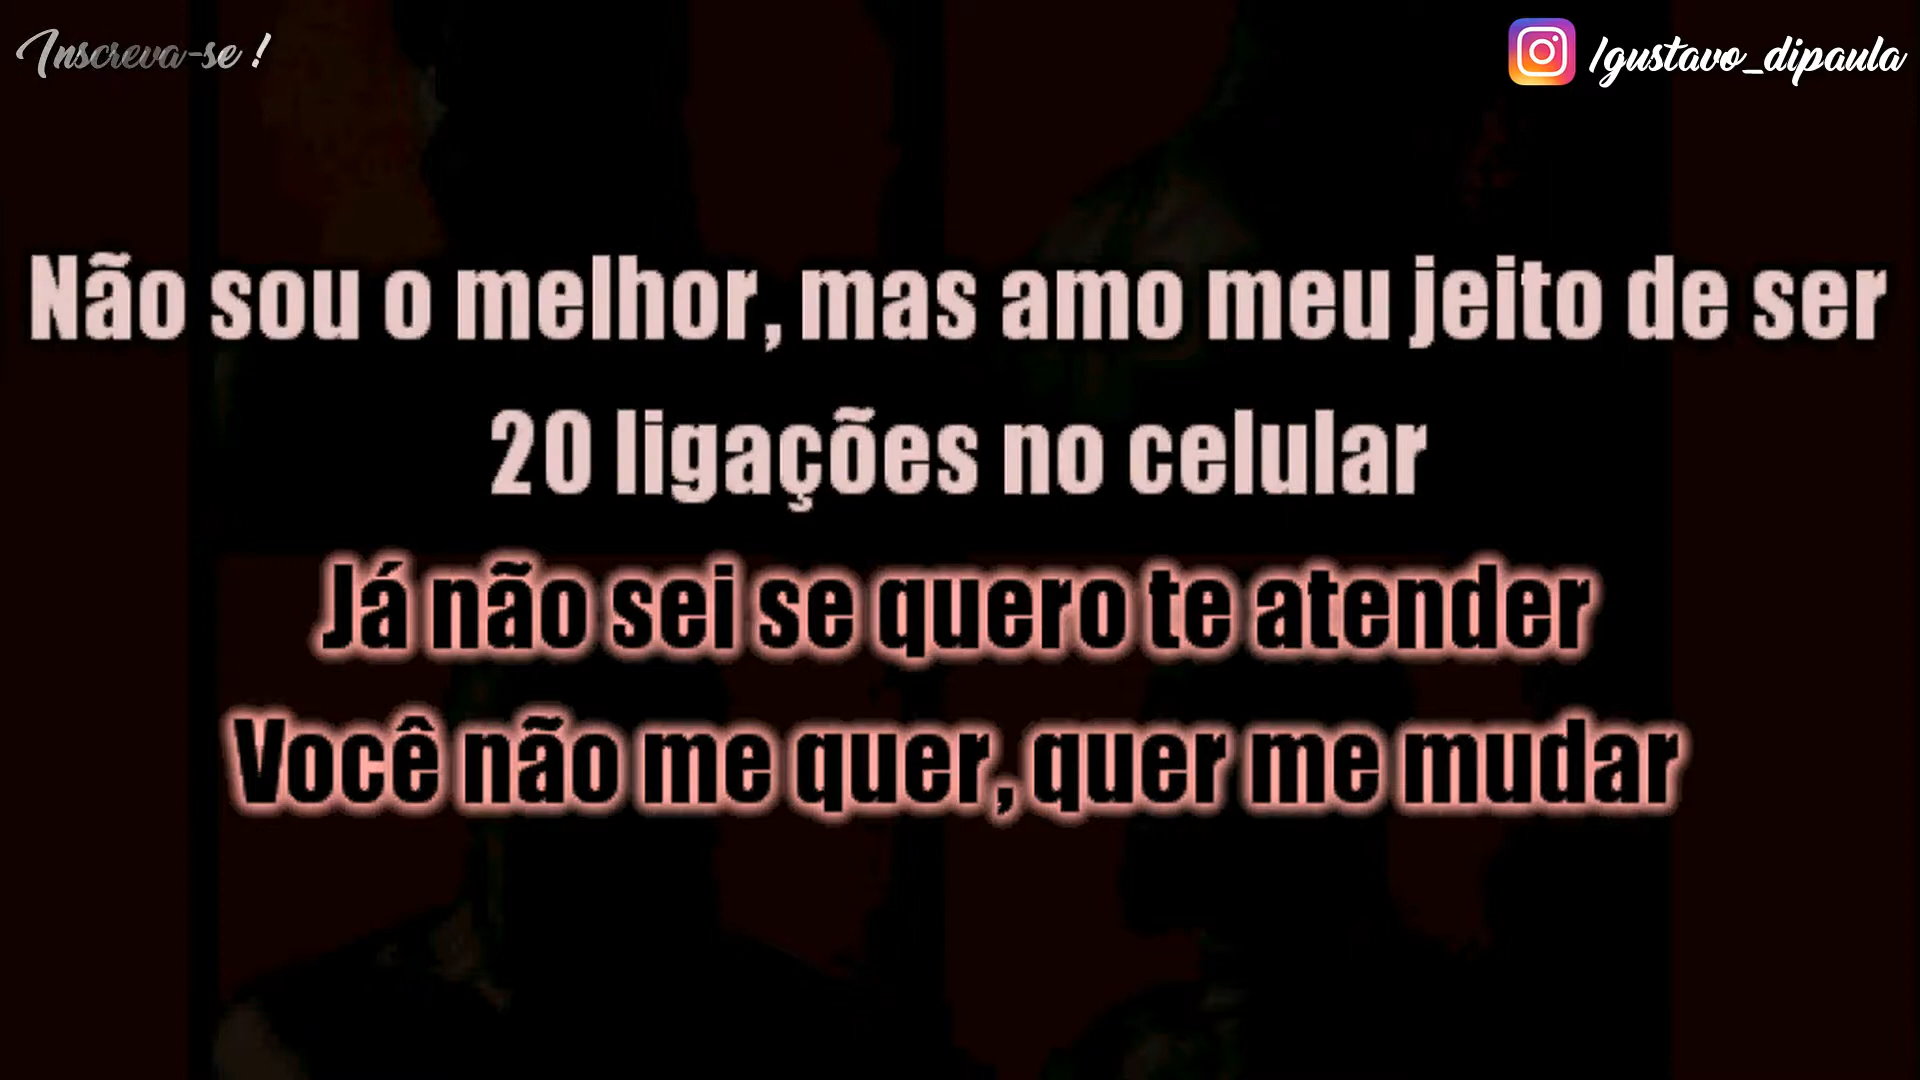 Inscreva-se !
/gustavo_dipaula
Não sou o melhor, mas amo meu jeito de ser
20 ligações no celular
Já não sei se quero te atender
Você não me quer, quer me mudar